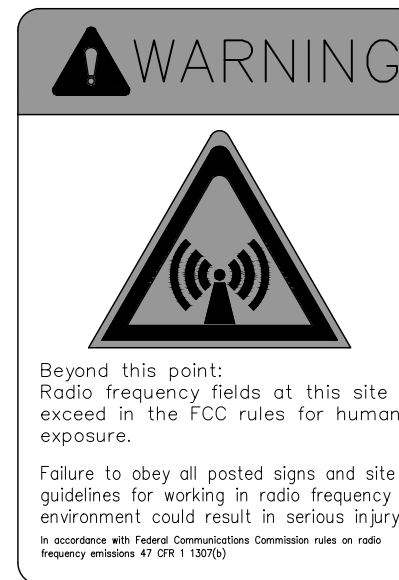 WARNING
Beyond this point:
Radio frequency fields at this site
exceed in the FCC rules for human
exposure.
Failure to obey all posted signs and site
guidelines for working in radio frequency
environment could result in serious injury
In accordance with Federal Communications Commission rules on radio
frequency emissions 47 CFR 1 1307(b)